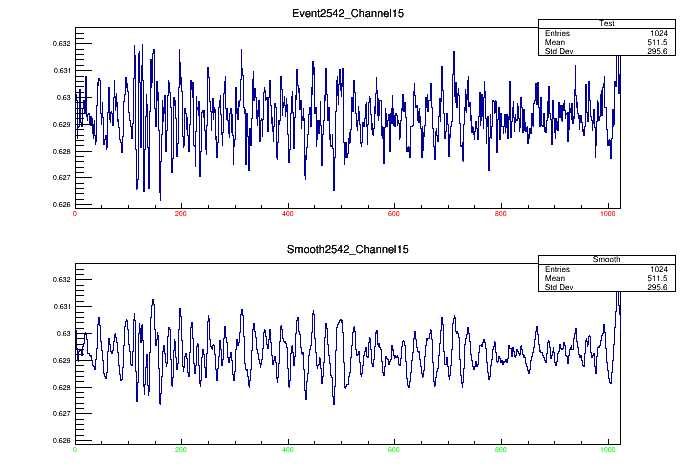 Event2542_Channel15
Test
Entries 1024
Mean 511.5
Std Dev 295.6
0.632
0.631
0.63
0.629
0.628
0.627
0.626
0 200 400 600 800 1000
Smooth2542_Channel15
Smooth
Entries 1024
Mean 511.5
Std Dev 295.6
0.632
0.631
0.63
0.629
0.628
0.627
0.626
0 200 400 600 800 1000